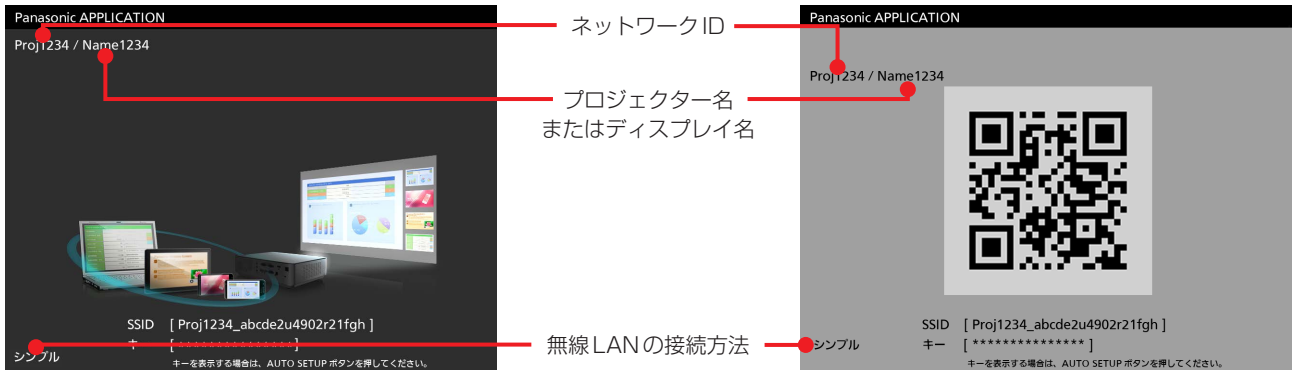 Panasonic APPLICATION
Proj1234 / Name1234
SSID [ Proj1234_abcde2u4902r21fgh ]
キー [ *************** ]
シンプル
キーを表示する場合は、AUTO SETUP ボタンを押してください。
ネットワークID
プロジェクター名
またはディスプレイ名
無線LANの接続方法
Panasonic APPLICATION
Proj1234 / Name1234
SSID [ Proj1234_abcde2u4902r21fgh ]
シンプル キー [ *************** ]
キーを表示する場合は、AUTO SETUP ボタンを押してください。